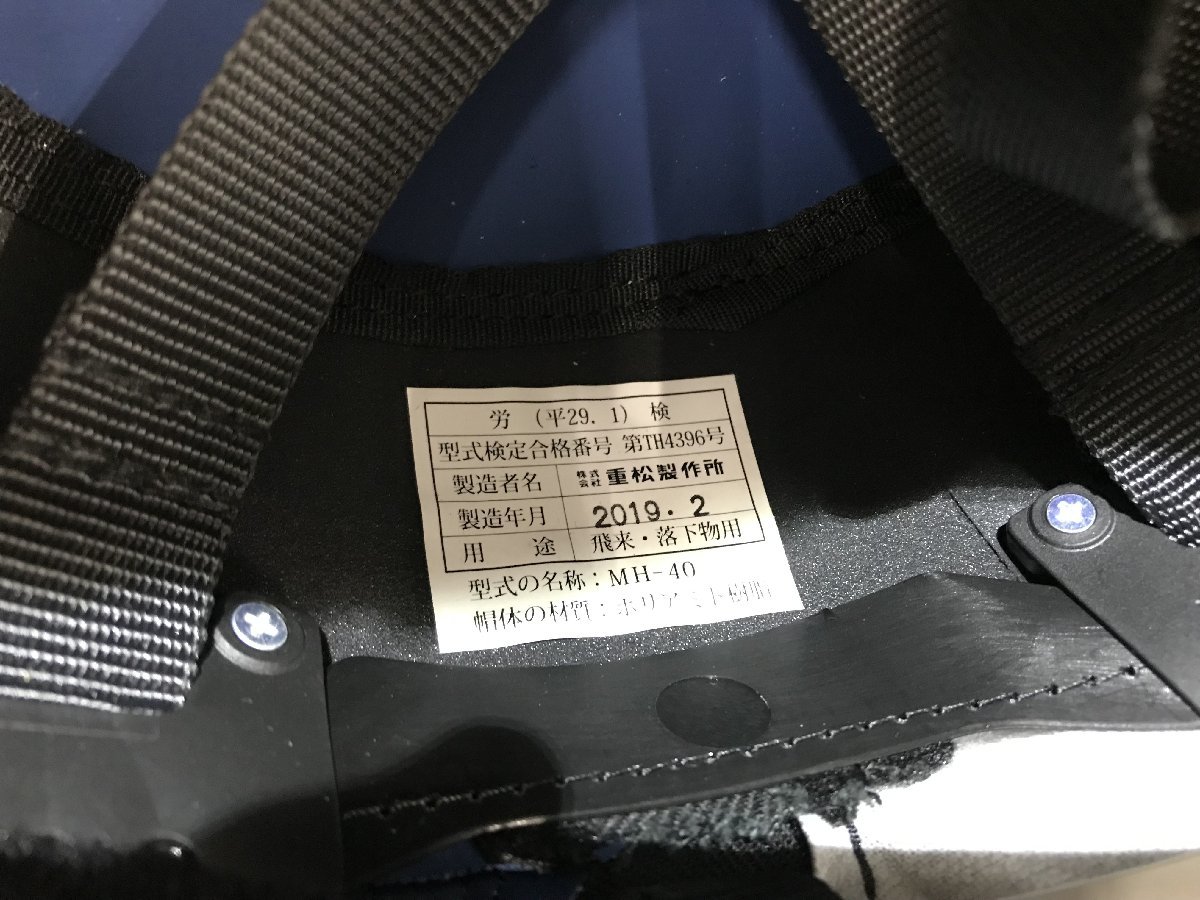 労 (平29. 1) 検
型式検定合格番号 第TH4396号
製造者名 株式会社 重松製作所
製造年月 2019. 2
用 途 飛来・落下物用
型式の名称：MH-40
帽体の材質：ポリアミド樹脂